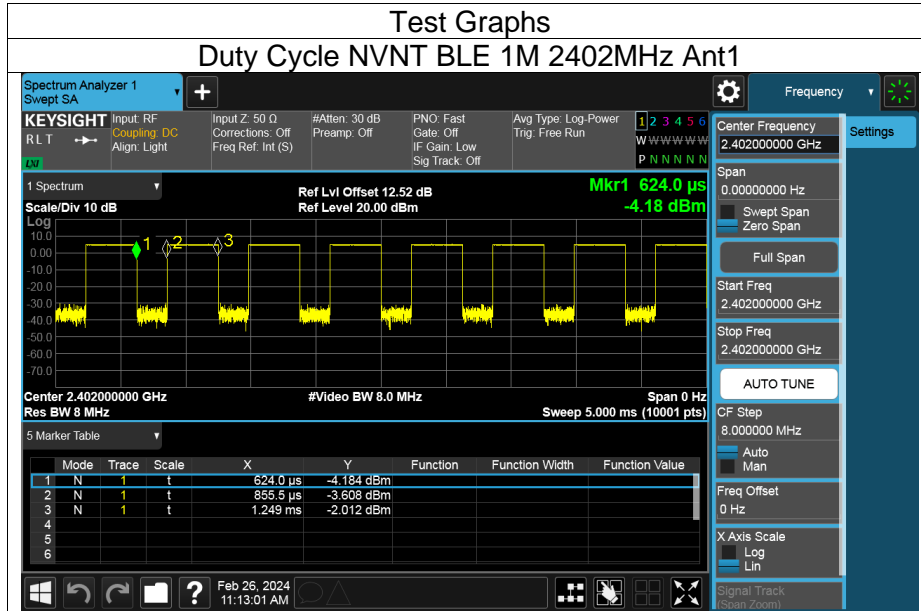 Test Graphs
Duty Cycle NVNT BLE 1M 2402MHz Ant1
Spectrum Analyzer 1
Swept SA
+
Frequency
KEYSIGHT
RLT
LXI
Input: RF
Coupling: DC
Align: Light
Input Z: 50 Ω
Corrections: Off
Freq Ref: Int (S)
#Atten: 30 dB
Preamp: Off
PNO: Fast
Gate: Off
IF Gain: Low
Sig Track: Off
Avg Type: Log-Power
Trig: Free Run
1 2 3 4 5 6
W W W W W W
P N N N N N
1 Spectrum
Scale/Div 10 dB
Ref Lvl Offset 12.52 dB
Ref Level 20.00 dBm
Mkr1 624.0 µs
-4.18 dBm
Log
10.0
0.00
-10.0
-20.0
-30.0
-40.0
-50.0
-60.0
-70.0
1
2
3
Center 2.402000000 GHz
Res BW 8 MHz
#Video BW 8.0 MHz
Span 0 Hz
Sweep 5.000 ms (10001 pts)
5 Marker Table
Mode Trace Scale X Y Function Function Width Function Value
1 N 1 t 624.0 µs -4.184 dBm
2 N 1 t 855.5 µs -3.608 dBm
3 N 1 t 1.249 ms -2.012 dBm
4
5
6
?
Feb 26, 2024
11:13:01 AM
Center Frequency
2.402000000 GHz
Span
0.00000000 Hz
Swept Span
Zero Span
Full Span
Start Freq
2.402000000 GHz
Stop Freq
2.402000000 GHz
AUTO TUNE
CF Step
8.000000 MHz
Auto
Man
Freq Offset
0 Hz
X Axis Scale
Log
Lin
Signal Track
(Span Zoom)
Settings